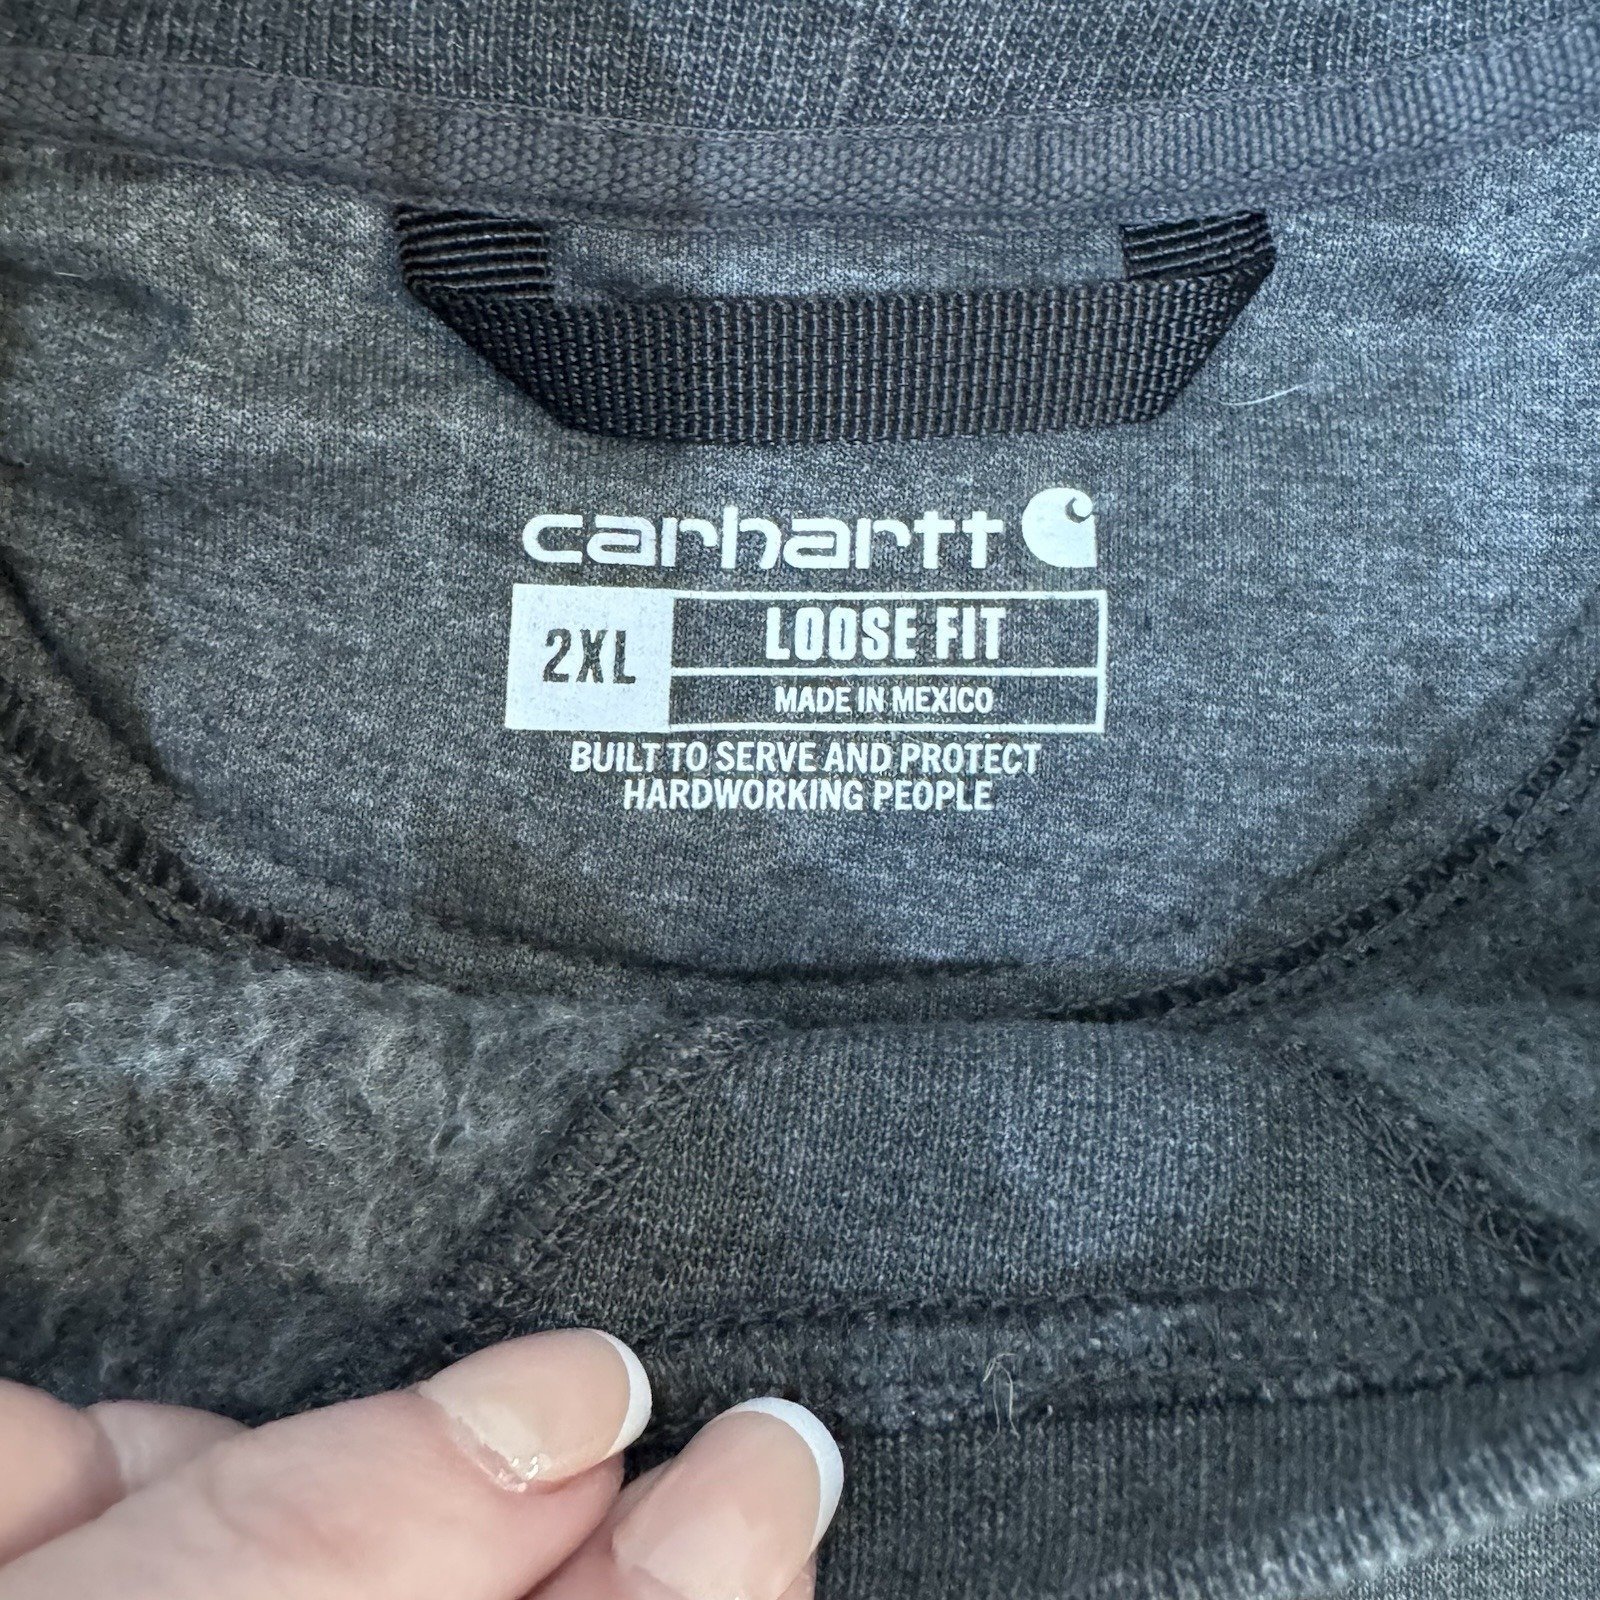 carhartt
2XL
LOOSE FIT
MADE IN MEXICO
BUILT TO SERVE AND PROTECT
HARDWORKING PEOPLE